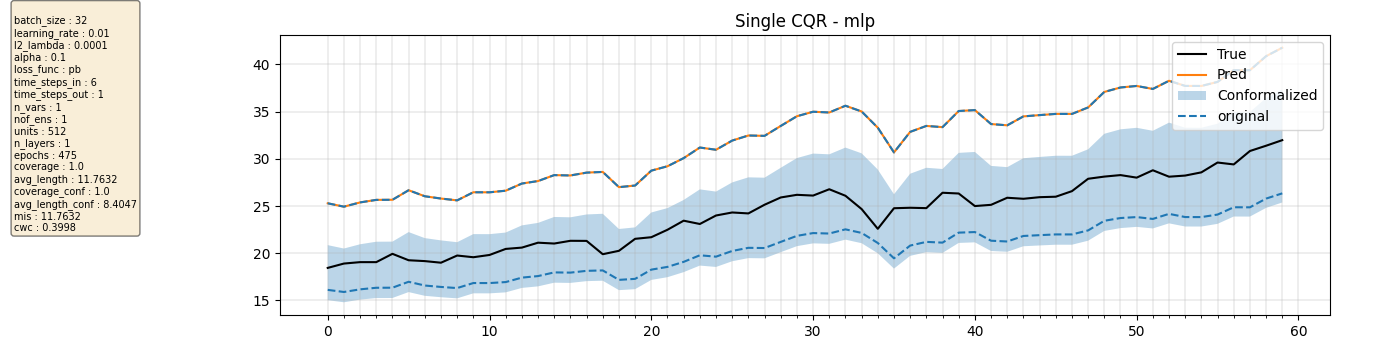 batch_size : 32
learning_rate : 0.01
l2_lambda : 0.0001
alpha : 0.1
loss_func : pb
time_steps_in : 6
time_steps_out : 1
n_vars : 1
nof_ens : 1
units : 512
n_layers : 1
epochs : 475
coverage : 1.0
avg_length : 11.7632
coverage_conf : 1.0
avg_length_conf : 8.4047
mis : 11.7632
cwc : 0.3998
Single CQR - mlp
True
Pred
Conformalized
original
40
35
30
25
20
15
0 10 20 30 40 50 60